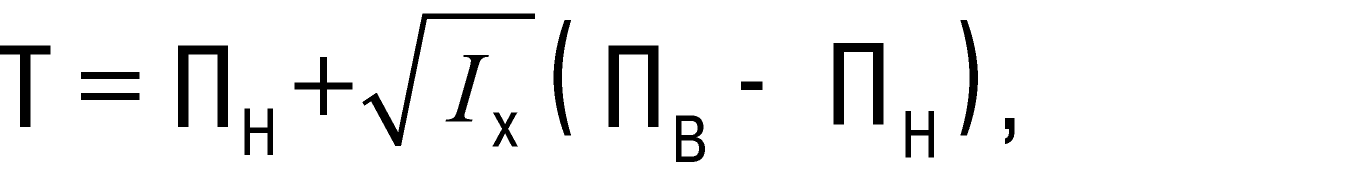 Т = П_Н + √I_х (П_В - П_Н),